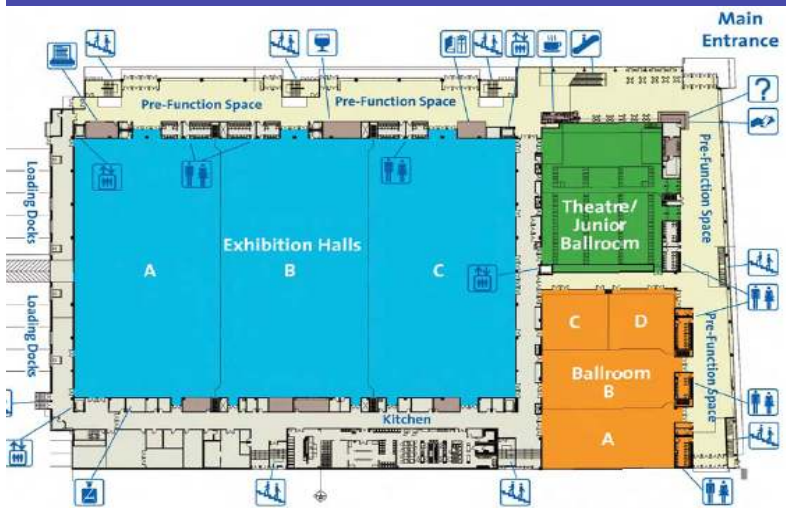 Main
Entrance
Pre-Function Space
Pre-Function Space
?
Loading Docks
Pre-Function Space
Theatre/
Junior
Ballroom
Exhibition Halls
A
B
C
Loading Docks
C
D
Pre-Function Space
Ballroom
B
A
Kitchen